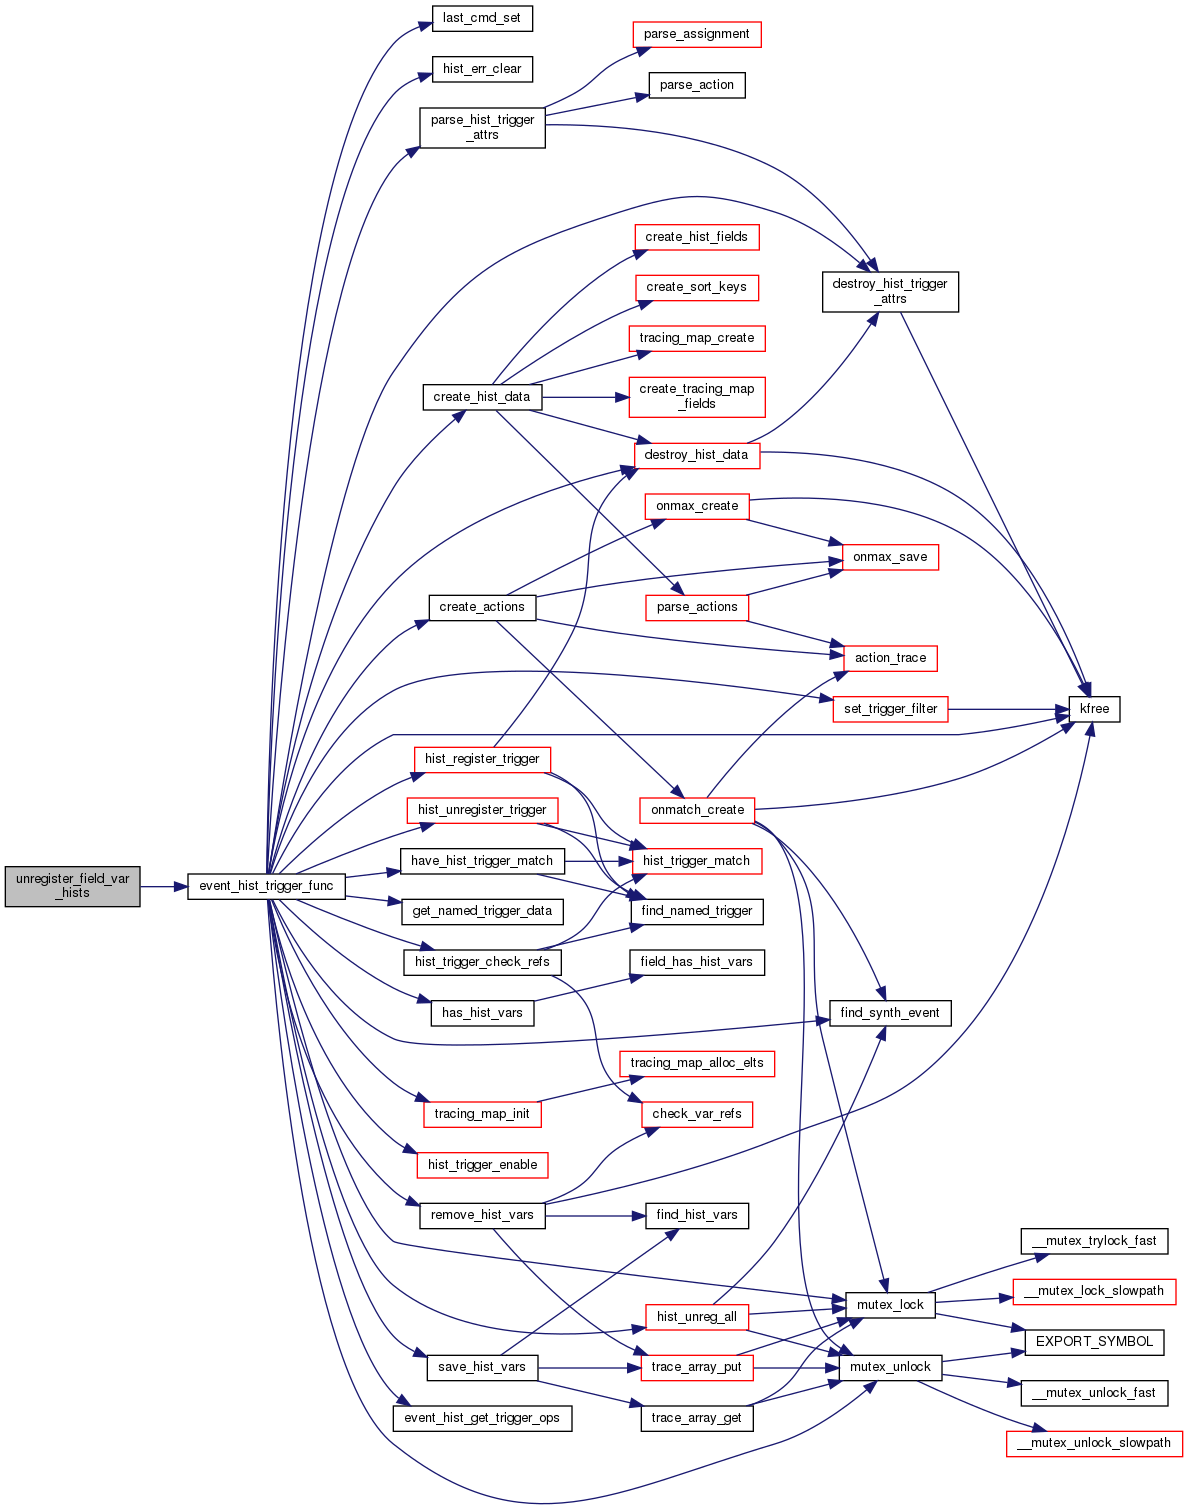 last_cmd_set
parse_assignment
hist_err_clear
parse_action
parse_hist_trigger
_attrs
create_hist_fields
create_sort_keys
destroy_hist_trigger
_attrs
tracing_map_create
create_hist_data
create_tracing_map
_fields
destroy_hist_data
onmax_create
onmax_save
create_actions
parse_actions
action_trace
set_trigger_filter
kfree
hist_register_trigger
hist_unregister_trigger
onmatch_create
have_hist_trigger_match
hist_trigger_match
unregister_field_var
_hists
event_hist_trigger_func
get_named_trigger_data
find_named_trigger
hist_trigger_check_refs
field_has_hist_vars
has_hist_vars
find_synth_event
tracing_map_alloc_elts
tracing_map_init
check_var_refs
hist_trigger_enable
remove_hist_vars
find_hist_vars
__mutex_trylock_fast
__mutex_lock_slowpath
mutex_lock
hist_unreg_all
EXPORT_SYMBOL
save_hist_vars
trace_array_put
mutex_unlock
__mutex_unlock_fast
event_hist_get_trigger_ops
trace_array_get
__mutex_unlock_slowpath